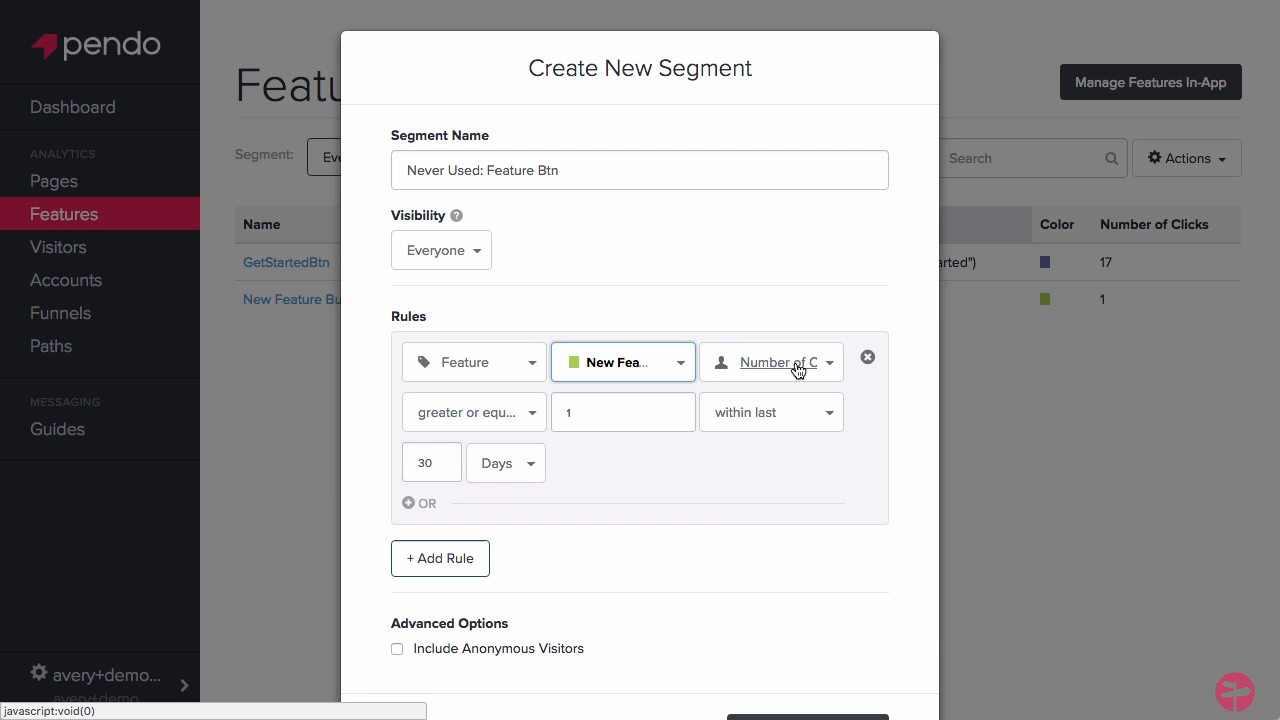 pendo
Dashboard
ANALYTICS
Pages
Features
Visitors
Accounts
Funnels
Paths
MESSAGING
Guides
avery+demo...
avery+demo
javascript:void(0)
Featu
Manage Features In-App
Segment:
Eve
Search
Actions
Name
Color
Number of Clicks
GetStartedBtn
arted")
17
New Feature Bu
1
Create New Segment
Segment Name
Never Used: Feature Btn
Visibility ?
Everyone
Rules
Feature
New Fea...
Number of C
greater or equ...
1
within last
30
Days
OR
+ Add Rule
Advanced Options
Include Anonymous Visitors